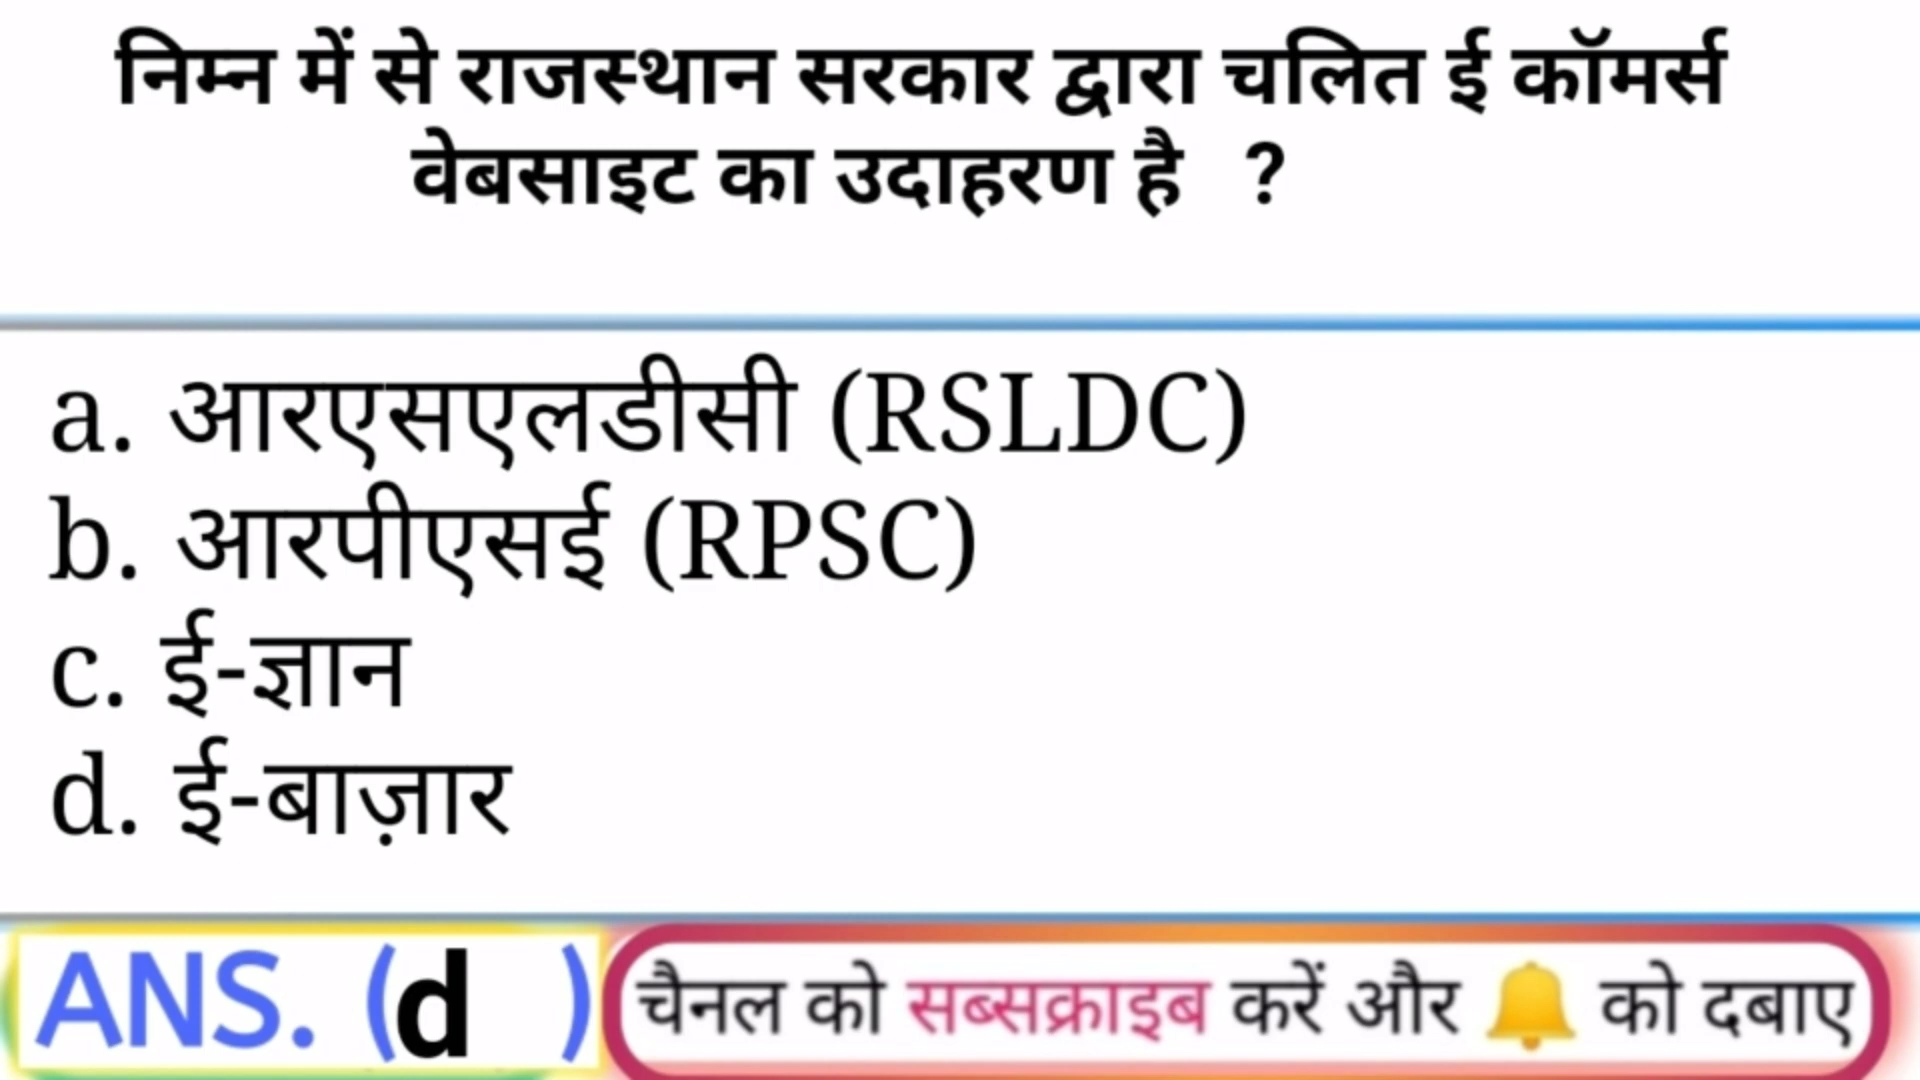 निम्न में से राजस्थान सरकार द्वारा चलित ई कॉमर्स
वेबसाइट का उदाहरण है ?
a. आरएसएलडीसी (RSLDC)
b. आरपीएसई (RPSC)
c. ई-ज्ञान
d. ई-बाज़ार
ANS. (d )
चैनल को सब्सक्राइब करें और 🔔 को दबाए